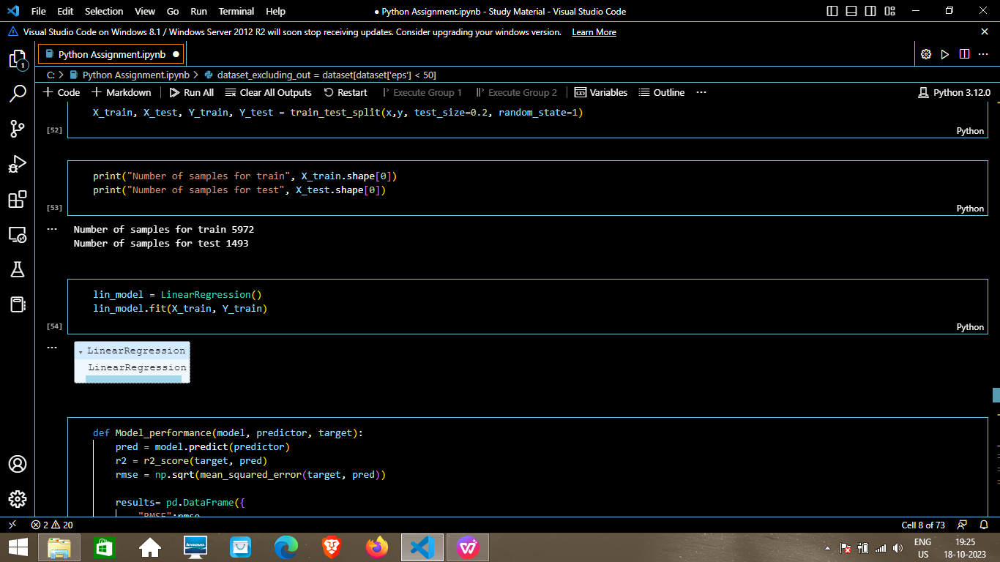 File Edit Selection View Go Run Terminal Help ● Python Assignment.ipynb - Study Material - Visual Studio Code
Visual Studio Code on Windows 8.1 / Windows Server 2012 R2 will soon stop receiving updates. Consider upgrading your windows version. Learn More
Python Assignment.ipynb ●
C: > Python Assignment.ipynb > dataset_excluding_out = dataset[dataset['eps'] < 50]
+ Code + Markdown Run All Clear All Outputs Restart Execute Group 1 Execute Group 2 Variables Outline ··· Python 3.12.0
X_train, X_test, Y_train, Y_test = train_test_split(x,y, test_size=0.2, random_state=1)
[52] Python
print("Number of samples for train", X_train.shape[0])
print("Number of samples for test", X_test.shape[0])
[53] Python
··· Number of samples for train 5972
Number of samples for test 1493
lin_model = LinearRegression()
lin_model.fit(X_train, Y_train)
[54] Python
··· LinearRegression
LinearRegression
def Model_performance(model, predictor, target):
pred = model.predict(predictor)
r2 = r2_score(target, pred)
rmse = np.sqrt(mean_squared_error(target, pred))
results= pd.DataFrame({
"RMSE":rmse
2 20 Cell 8 of 73
lenovo ENG 19:25
US 18-10-2023